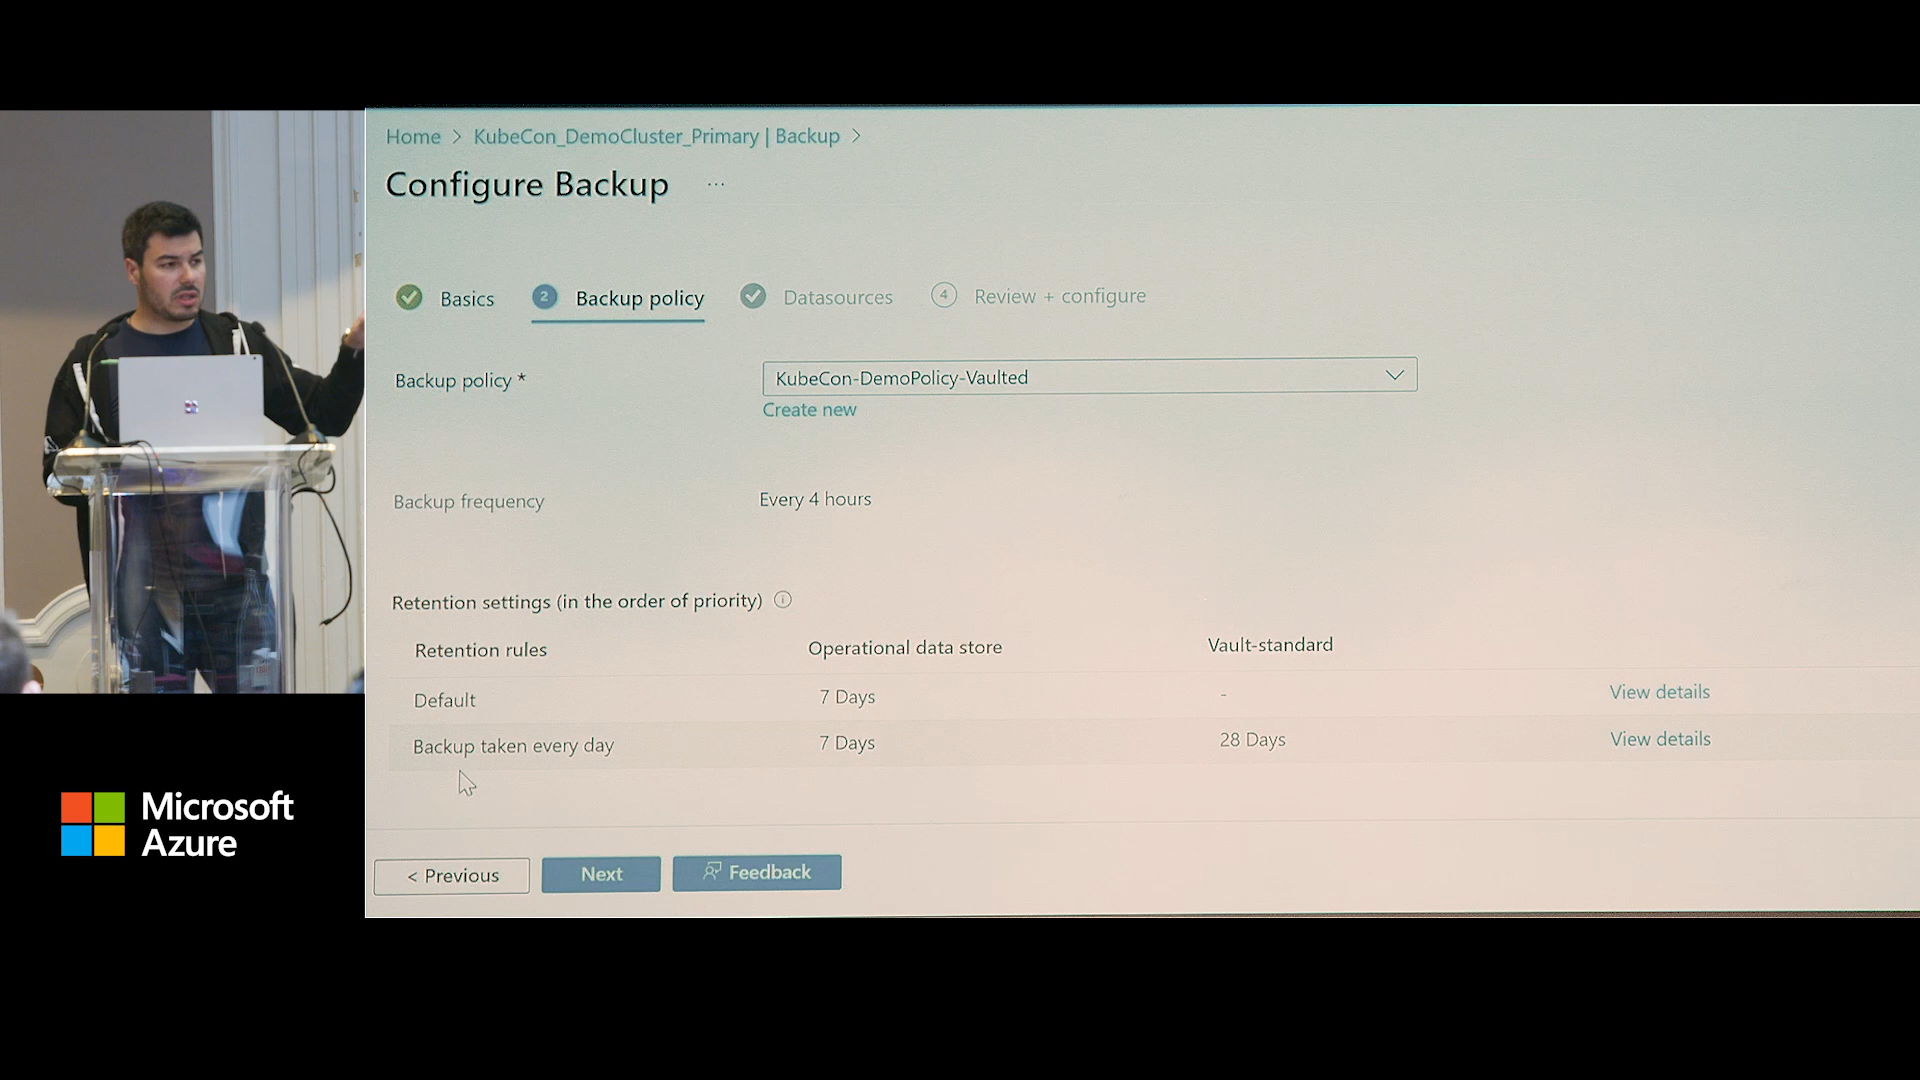 Home > KubeCon_DemoCluster_Primary | Backup >
Configure Backup ...
Basics 2 Backup policy Datasources 4 Review + configure
Backup policy * KubeCon-DemoPolicy-Vaulted
Create new
Backup frequency Every 4 hours
Retention settings (in the order of priority)
Retention rules Operational data store Vault-standard
Default 7 Days - View details
Backup taken every day 7 Days 28 Days View details
< Previous Next Feedback
Microsoft
Azure